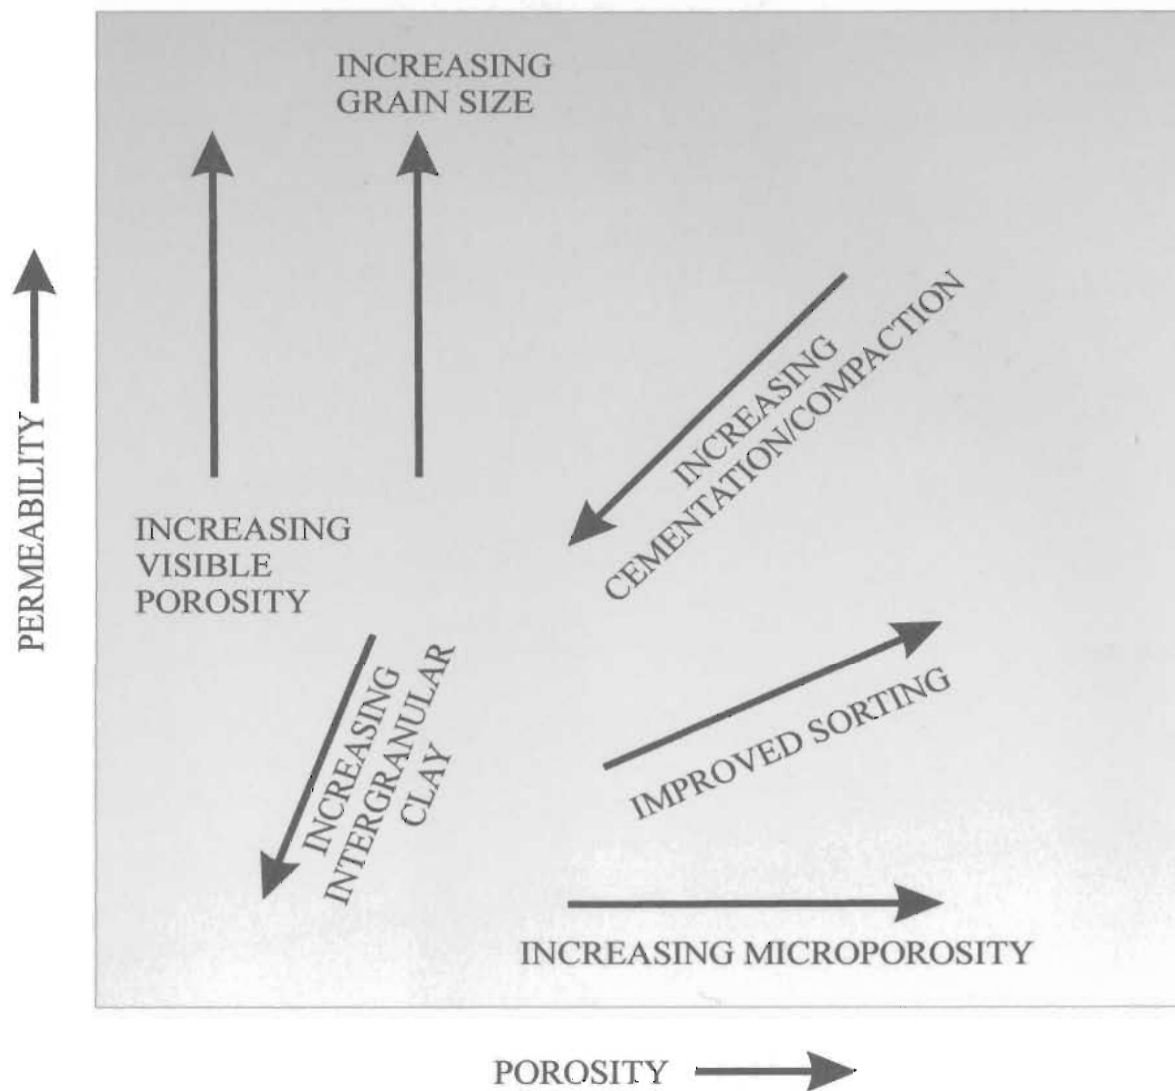 INCREASING
GRAIN SIZE
INCREASING
CEMENTATION/COMPACTION
PERMEABILITY
INCREASING
VISIBLE
POROSITY
INCREASING
INTERGRANULAR
CLAY
IMPROVED SORTING
INCREASING MICROPOROSITY
POROSITY